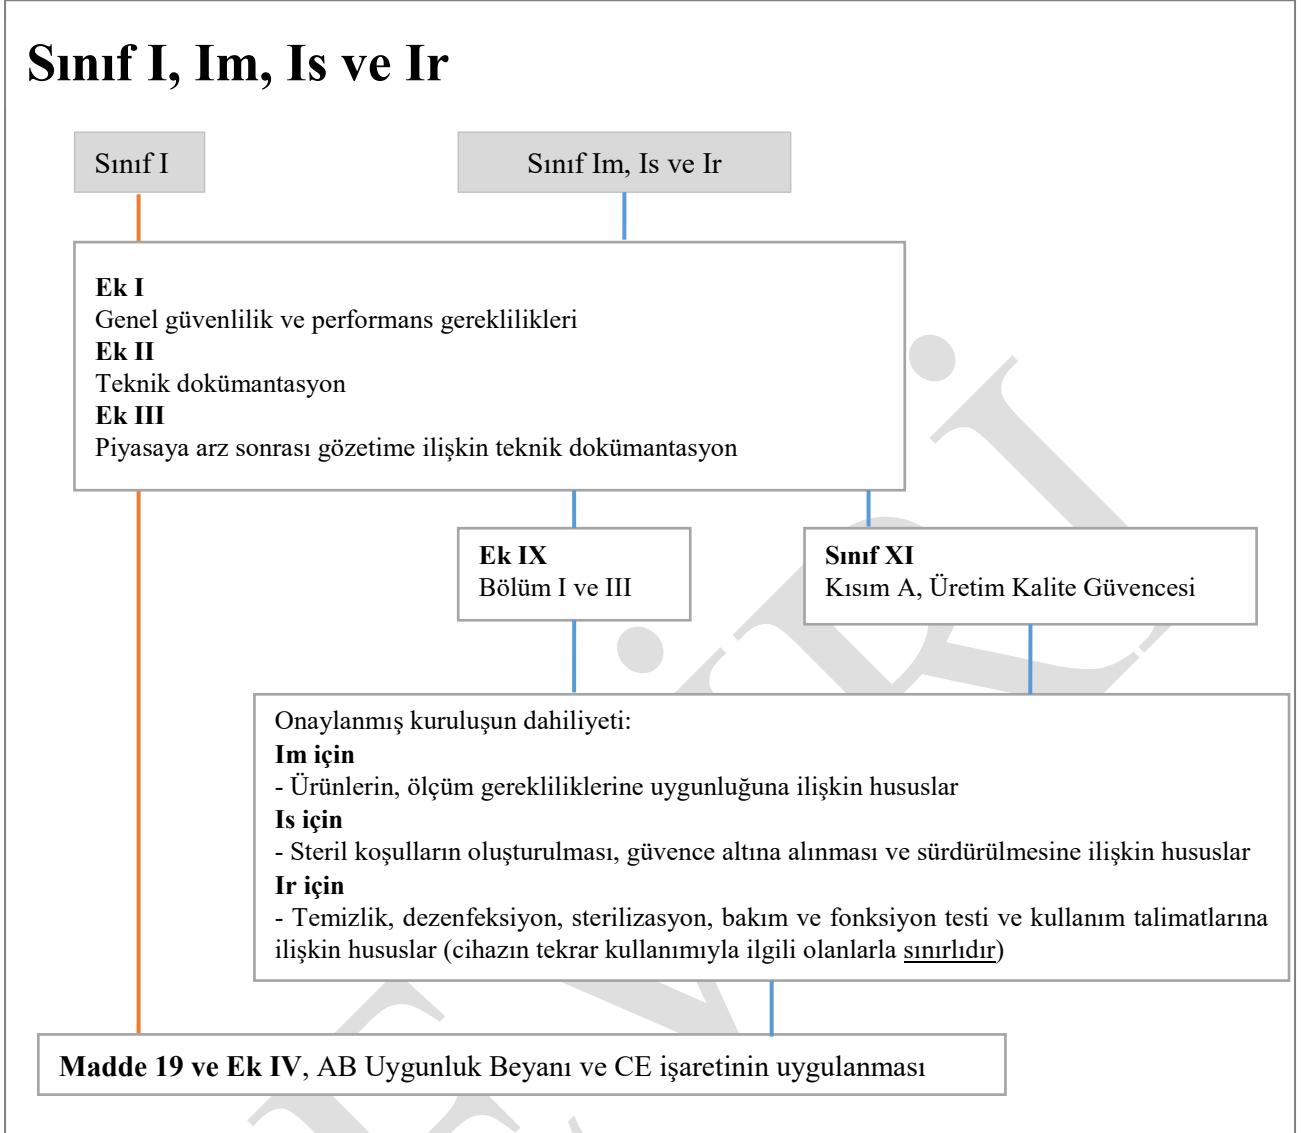 Sınıf I, Im, Is ve Ir
Sınıf I
Sınıf Im, Is ve Ir
Ek I
Genel güvenlilik ve performans gereklilikleri
Ek II
Teknik dokümantasyon
Ek III
Piyasaya arz sonrası gözetime ilişkin teknik dokümantasyon
Ek IX
Bölüm I ve III
Sınıf XI
Kısım A, Üretim Kalite Güvencesi
Onaylanmış kuruluşun dahiliyeti:
Im için
- Ürünlerin, ölçüm gerekliliklerine uygunluğuna ilişkin hususlar
Is için
- Steril koşulların oluşturulması, güvence altına alınması ve sürdürülmesine ilişkin hususlar
Ir için
- Temizlik, dezenfeksiyon, sterilizasyon, bakım ve fonksiyon testi ve kullanım talimatlarına
ilişkin hususlar (cihazın tekrar kullanımıyla ilgili olanlarla sınırlıdır)
Madde 19 ve Ek IV, AB Uygunluk Beyanı ve CE işaretinin uygulanması